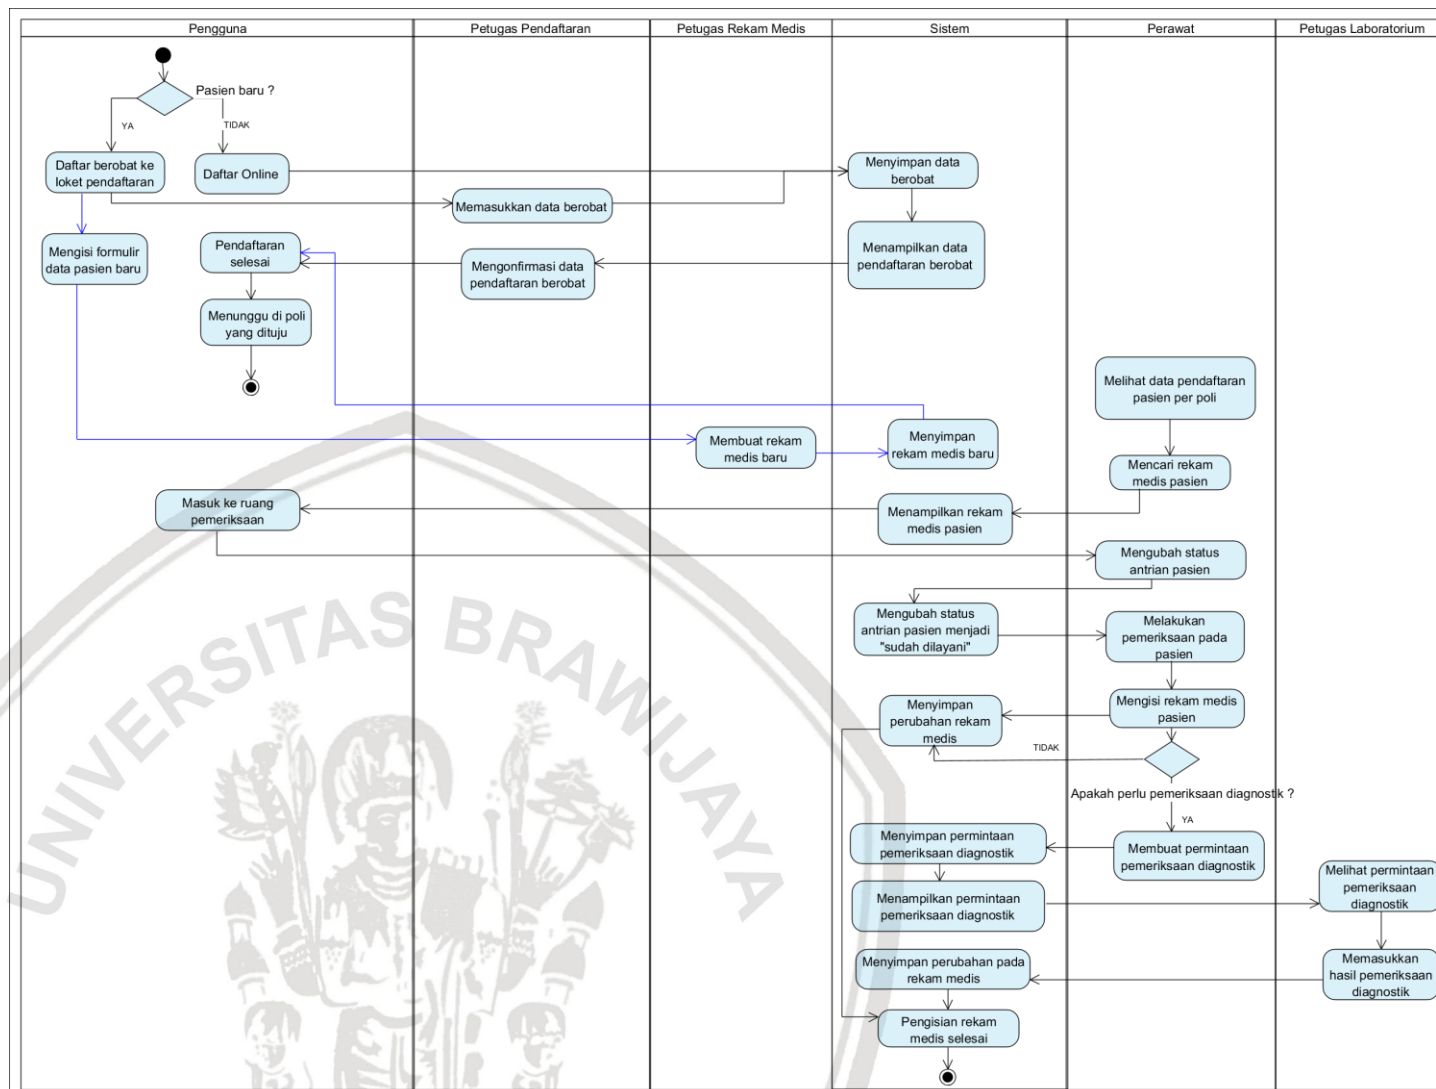 Pengguna
Petugas Pendaftaran
Petugas Rekam Medis
Sistem
Perawat
Petugas Laboratorium
Pasien baru ?
YA
TIDAK
Daftar berobat ke
loket pendaftaran
Daftar Online
Menyimpan data
berobat
Memasukkan data berobat
Mengisi formulir
data pasien baru
Pendaftaran
selesai
Mengonfirmasi data
pendaftaran berobat
Menampilkan data
pendaftaran berobat
Menunggu di poli
yang dituju
Melihat data pendaftaran
pasien per poli
Membuat rekam
medis baru
Menyimpan
rekam medis baru
Mencari rekam
medis pasien
Masuk ke ruang
pemeriksaan
Menampilkan rekam
medis pasien
Mengubah status
antrian pasien
Mengubah status
antrian pasien menjadi
"sudah dilayani"
Melakukan
pemeriksaan pada
pasien
Menyimpan
perubahan rekam
medis
Mengisi rekam medis
pasien
TIDAK
Apakah perlu pemeriksaan diagnostik ?
YA
Menyimpan permintaan
pemeriksaan diagnostik
Membuat permintaan
pemeriksaan diagnostik
Menampilkan permintaan
pemeriksaan diagnostik
Melihat permintaan
pemeriksaan
diagnostik
Menyimpan perubahan pada
rekam medis
Memasukkan
hasil pemeriksaan
diagnostik
Pengisian rekam
medis selesai
UNIVERSITAS BRAWIJAYA